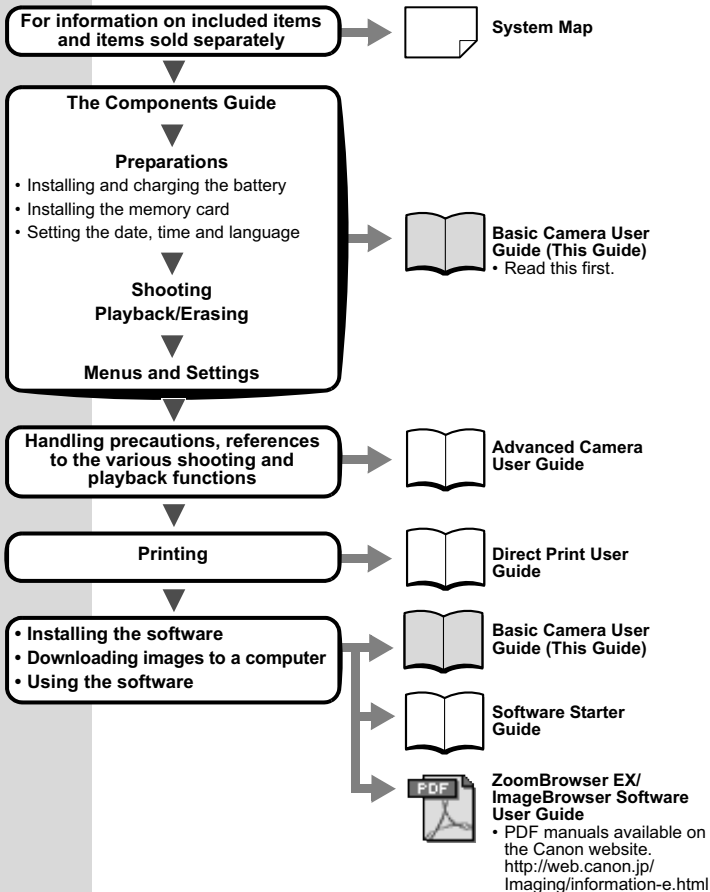 For information on included items
and items sold separately
System Map
The Components Guide
Preparations
• Installing and charging the battery
• Installing the memory card
• Setting the date, time and language
Shooting
Playback/Erasing
Menus and Settings
Basic Camera User
Guide (This Guide)
• Read this first.
Handling precautions, references
to the various shooting and
playback functions
Advanced Camera
User Guide
Printing
Direct Print User
Guide
• Installing the software
• Downloading images to a computer
• Using the software
Basic Camera User
Guide (This Guide)
Software Starter
Guide
PDF
ZoomBrowser EX/
ImageBrowser Software
User Guide
• PDF manuals available on
the Canon website.
http://web.canon.jp/
Imaging/information-e.html